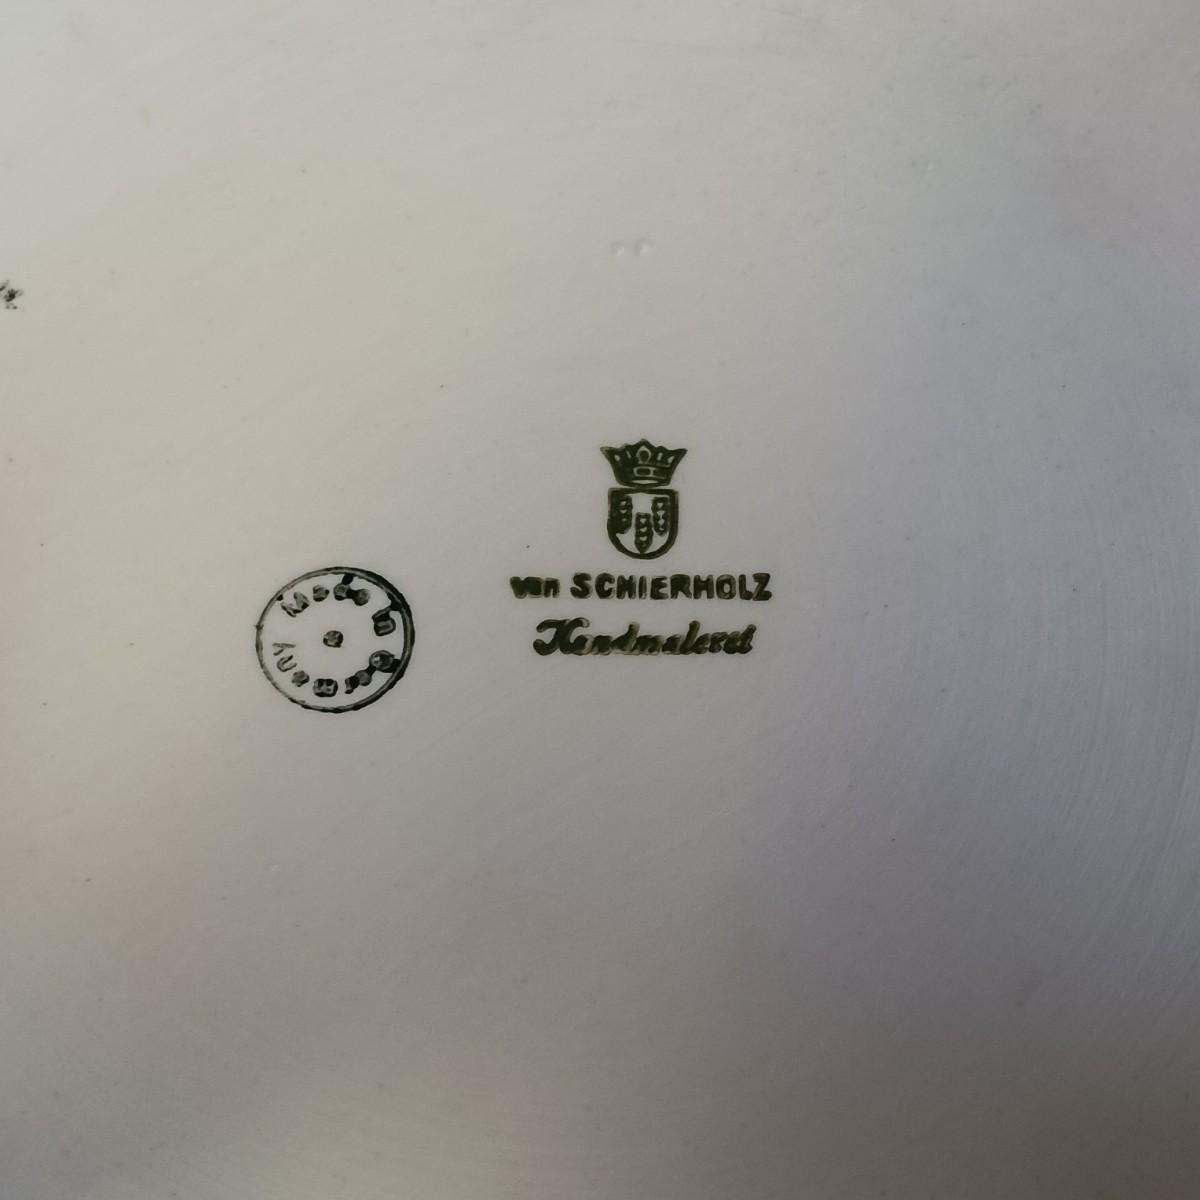 von SCHIERHOLZ
Handmalerei
Made in Germany